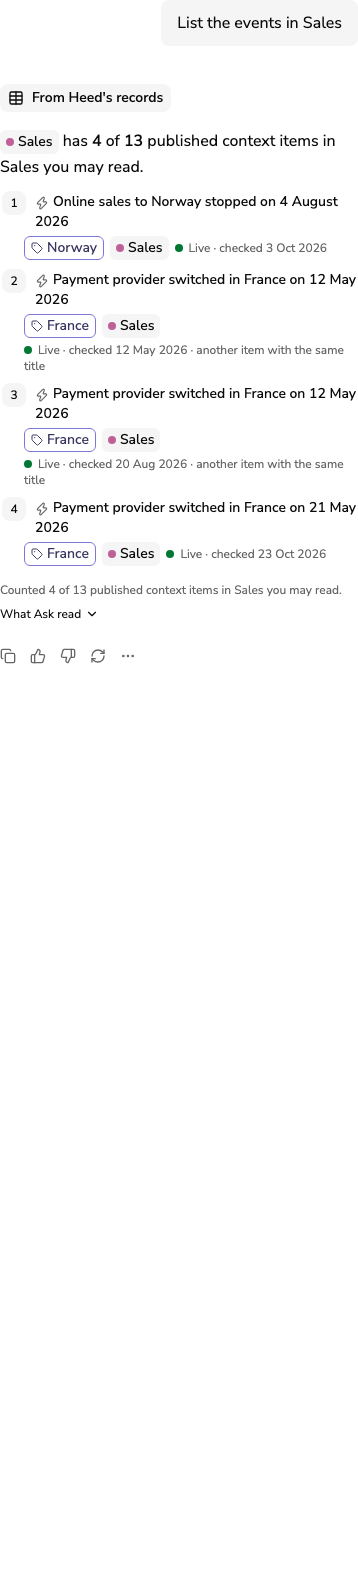 List the events in Sales
From Heed's records
Sales has 4 of 13 published context items in
Sales you may read.
1 Online sales to Norway stopped on 4 August
2026
Norway Sales Live · checked 3 Oct 2026
2 Payment provider switched in France on 12 May
2026
France Sales
Live · checked 12 May 2026 · another item with the same
title
3 Payment provider switched in France on 12 May
2026
France Sales
Live · checked 20 Aug 2026 · another item with the same
title
4 Payment provider switched in France on 21 May
2026
France Sales Live · checked 23 Oct 2026
Counted 4 of 13 published context items in Sales you may read.
What Ask read